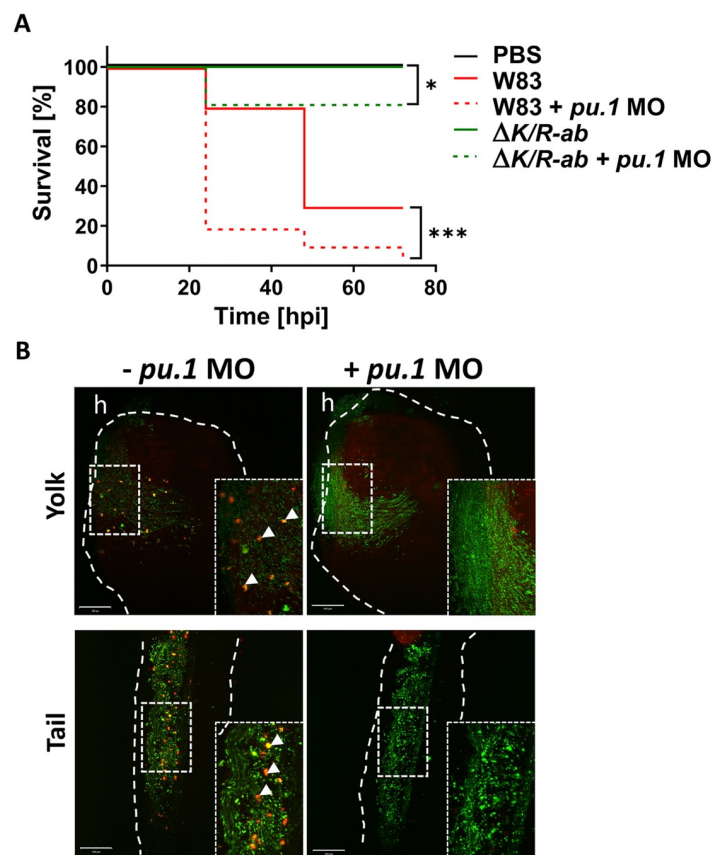 A
Survival [%]
100
80
60
40
20
0
0 20 40 60 80
Time [hpi]
*
***
PBS
W83
W83 + pu.1 MO
ΔK/R-ab
ΔK/R-ab + pu.1 MO
B
- pu.1 MO + pu.1 MO
Yolk
h h
Tail